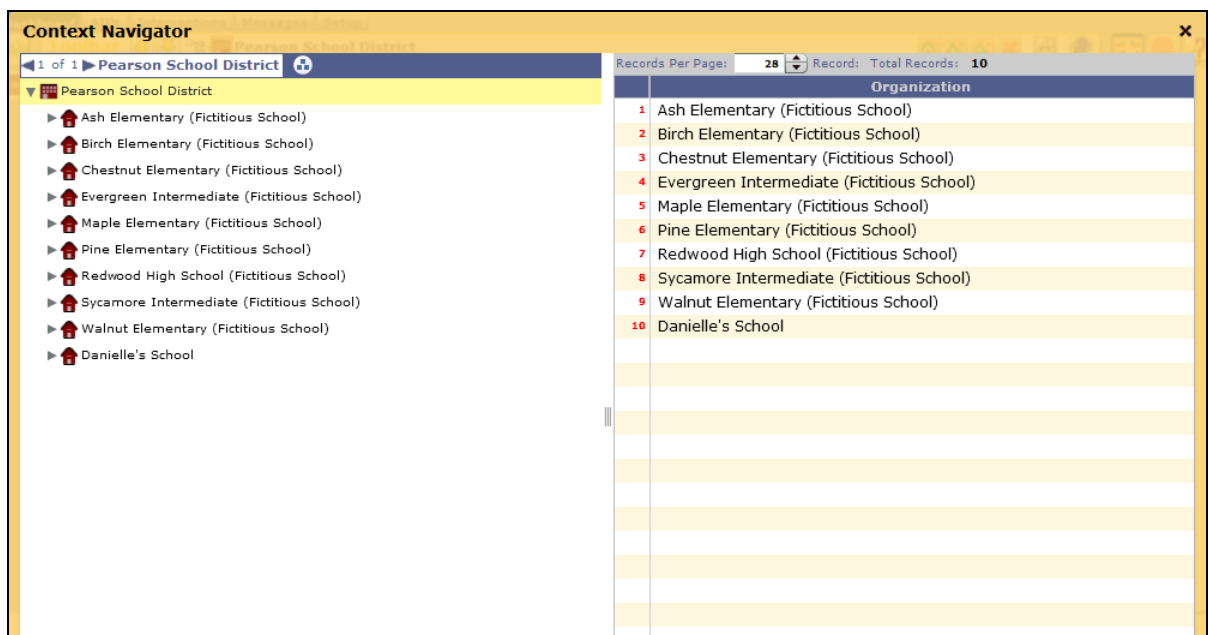 Context Navigator
1 of 1 Pearson School District
Pearson School District
Ash Elementary (Fictitious School)
Birch Elementary (Fictitious School)
Chestnut Elementary (Fictitious School)
Evergreen Intermediate (Fictitious School)
Maple Elementary (Fictitious School)
Pine Elementary (Fictitious School)
Redwood High School (Fictitious School)
Sycamore Intermediate (Fictitious School)
Walnut Elementary (Fictitious School)
Danielle's School
Records Per Page: 28 Record: Total Records: 10
Organization
1 Ash Elementary (Fictitious School)
2 Birch Elementary (Fictitious School)
3 Chestnut Elementary (Fictitious School)
4 Evergreen Intermediate (Fictitious School)
5 Maple Elementary (Fictitious School)
6 Pine Elementary (Fictitious School)
7 Redwood High School (Fictitious School)
8 Sycamore Intermediate (Fictitious School)
9 Walnut Elementary (Fictitious School)
10 Danielle's School